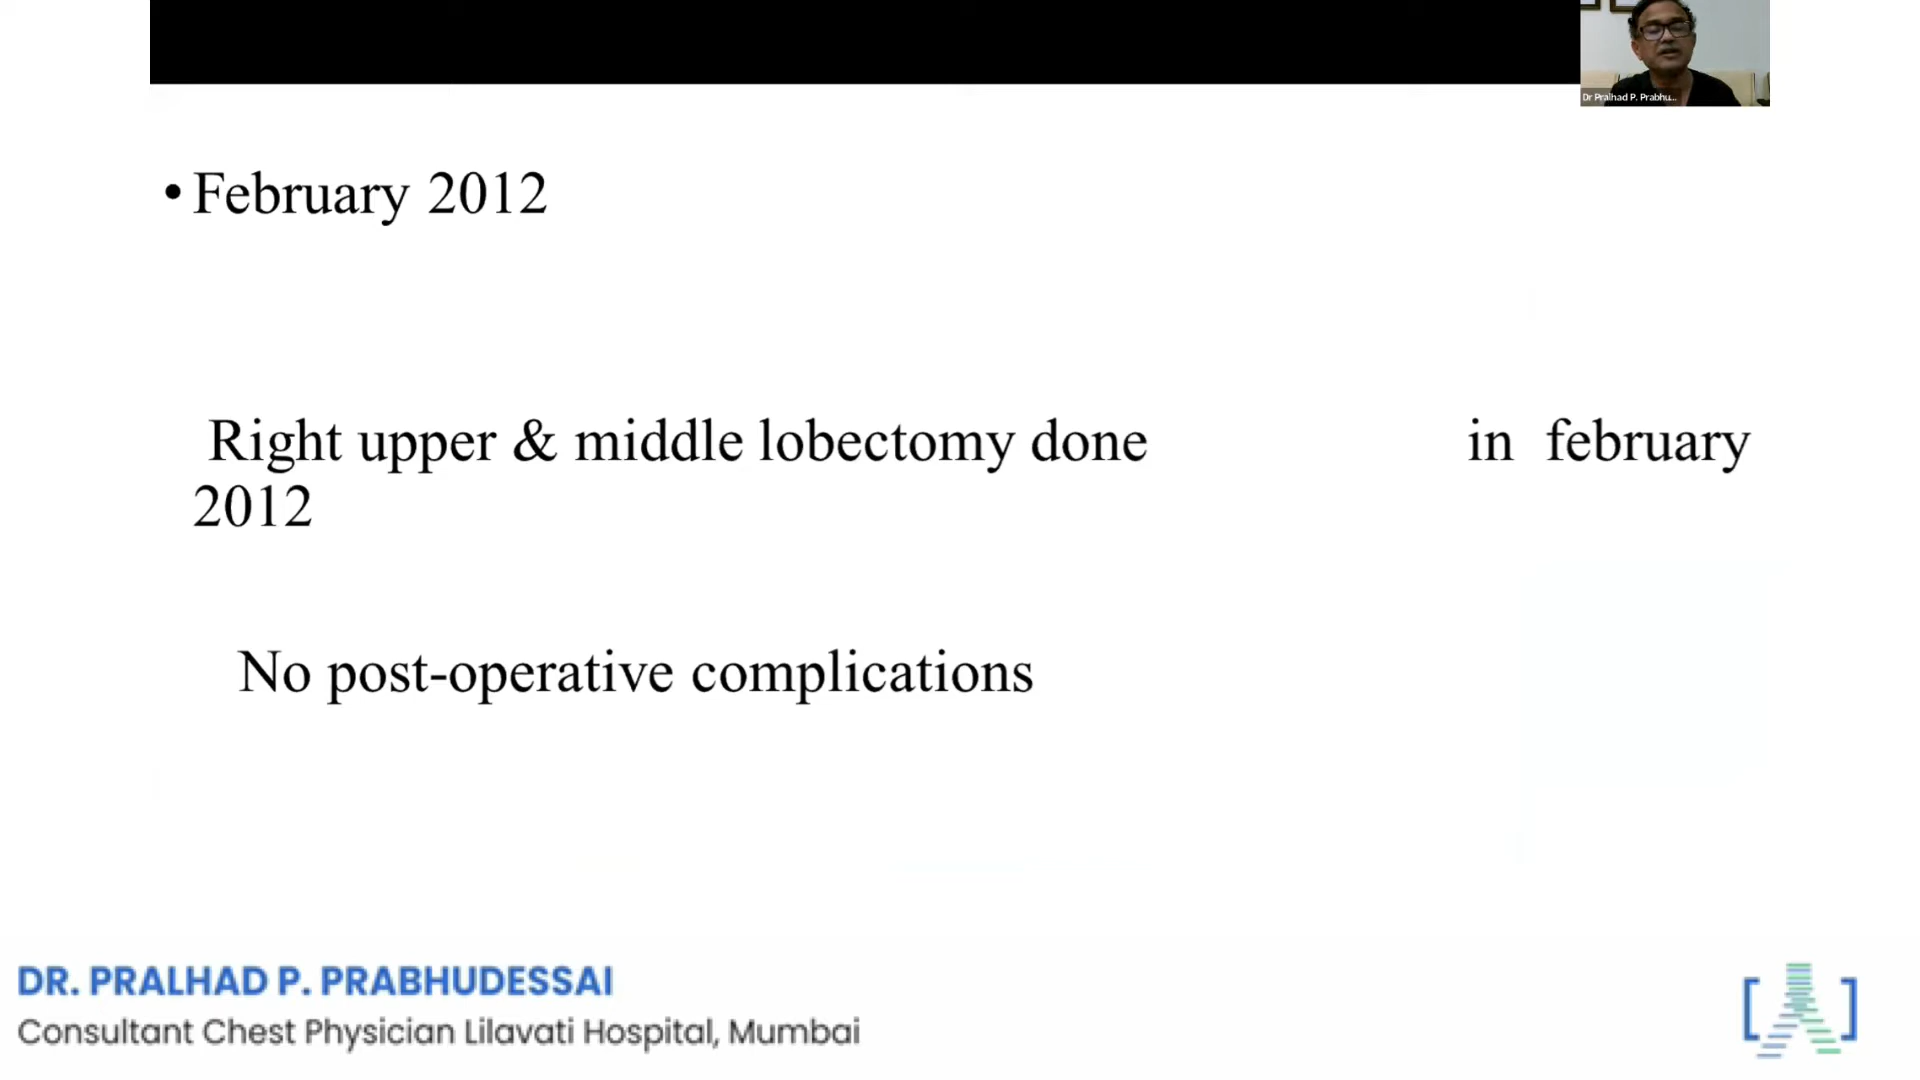 Dr Pralhad P. Prabhu...
• February 2012
Right upper & middle lobectomy done in february
2012
No post-operative complications
DR. PRALHAD P. PRABHUDESSAI
Consultant Chest Physician Lilavati Hospital, Mumbai